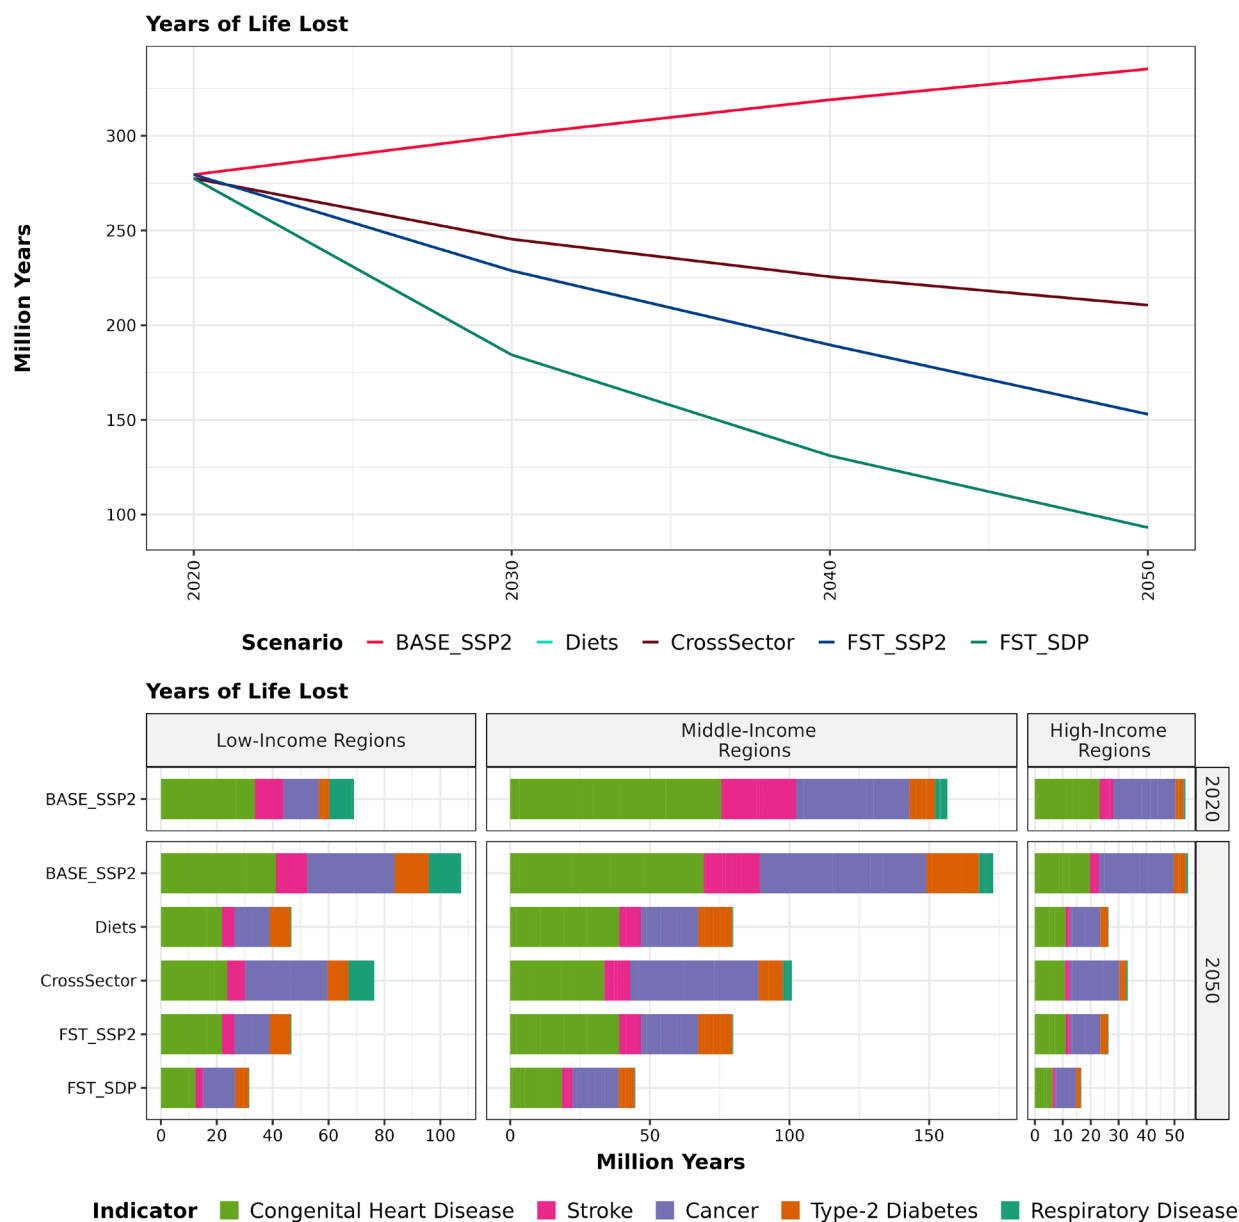 Years of Life Lost
Million Years
300
250
200
150
100
2020
2030
2040
2050
Scenario BASE_SSP2 Diets CrossSector FST_SSP2 FST_SDP
Years of Life Lost
Low-Income Regions
Middle-Income
Regions
High-Income
Regions
BASE_SSP2
2020
BASE_SSP2
Diets
CrossSector
FST_SSP2
FST_SDP
2050
0 20 40 60 80 100
0 50 100 150
0 10 20 30 40 50
Million Years
Indicator Congenital Heart Disease Stroke Cancer Type-2 Diabetes Respiratory Disease